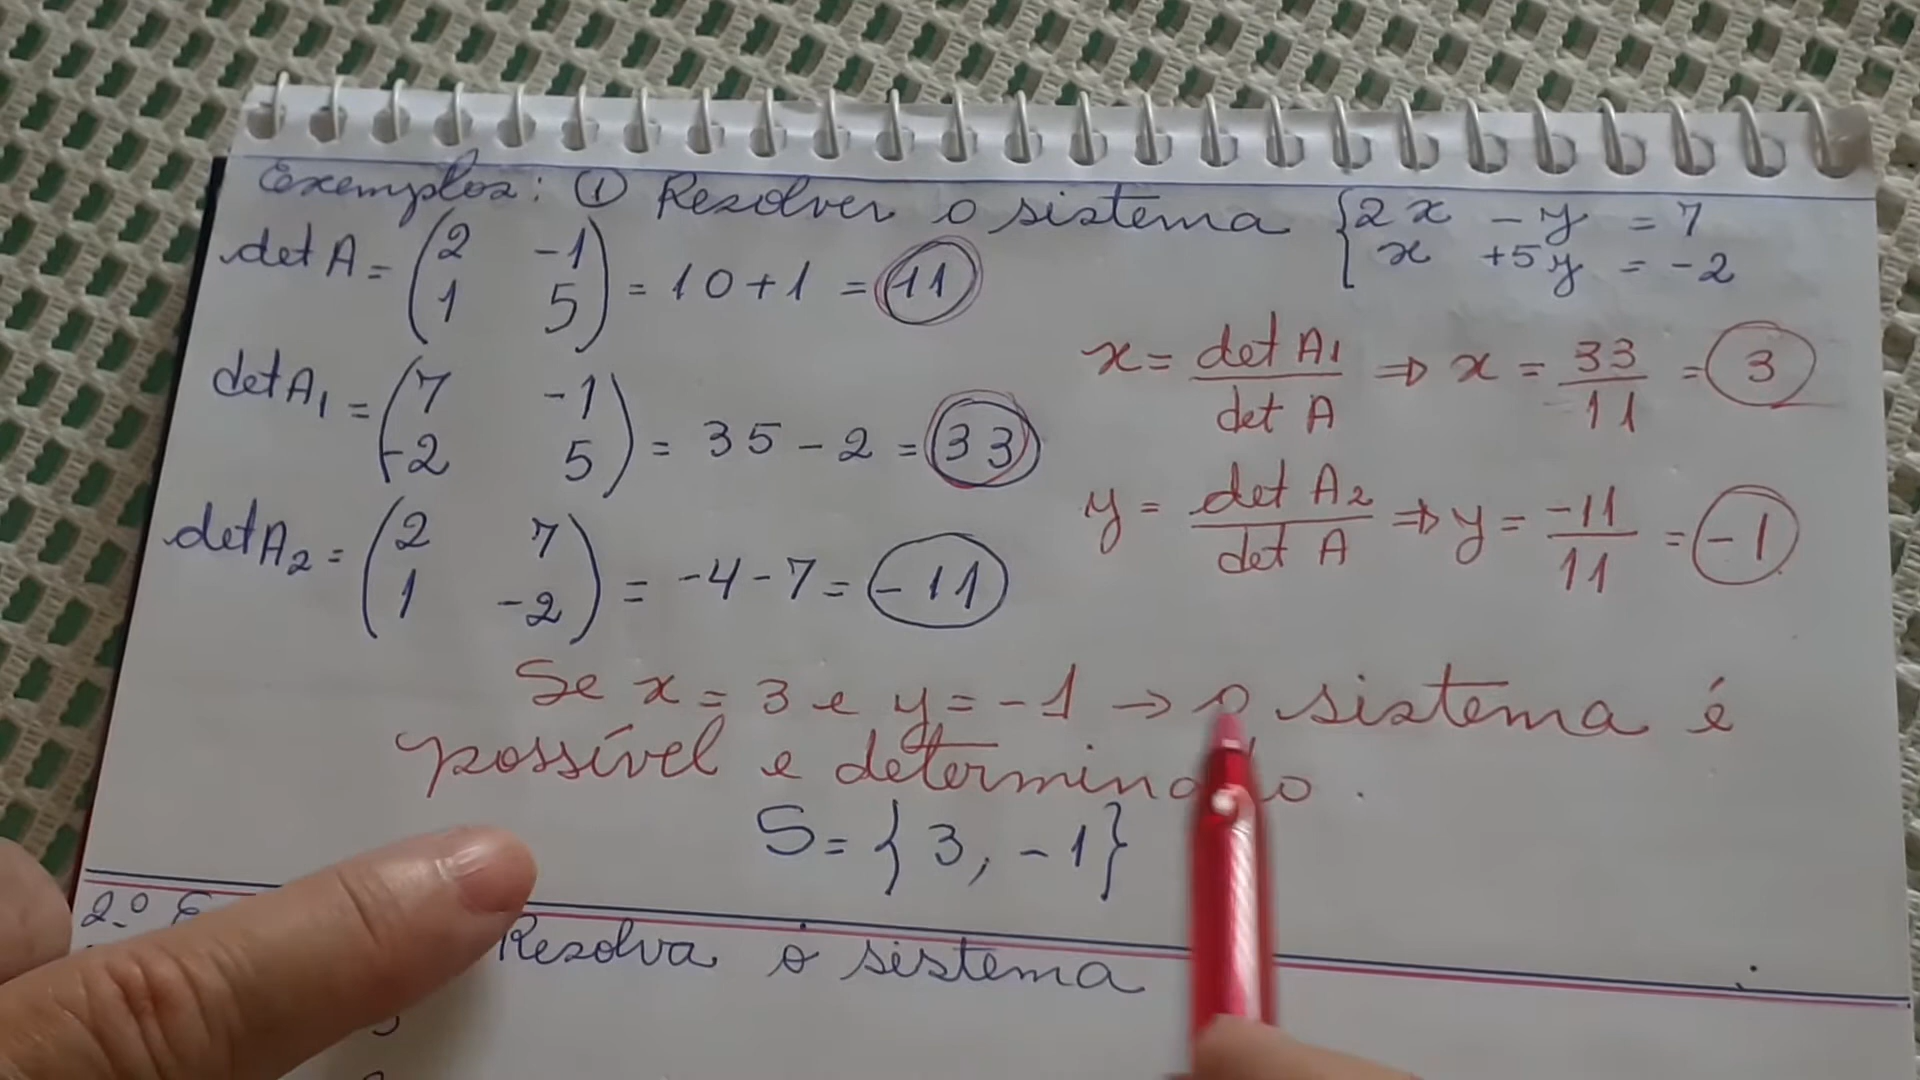 Exemplos: ① Resolver o sistema { 2x - y = 7
x + 5y = -2
det A = ( 2 -1
1 5 ) = 10 + 1 = 11
det A1 = ( 7 -1
-2 5 ) = 35 - 2 = 33
det A2 = ( 2 7
1 -2 ) = -4 - 7 = -11
x = det A1 / det A ⇒ x = 33 / 11 = 3
y = det A2 / det A ⇒ y = -11 / 11 = -1
Se x = 3 e y = -1 → o sistema é
possível e determinado.
S = { 3, -1 }
2.º
Resolva o sistema